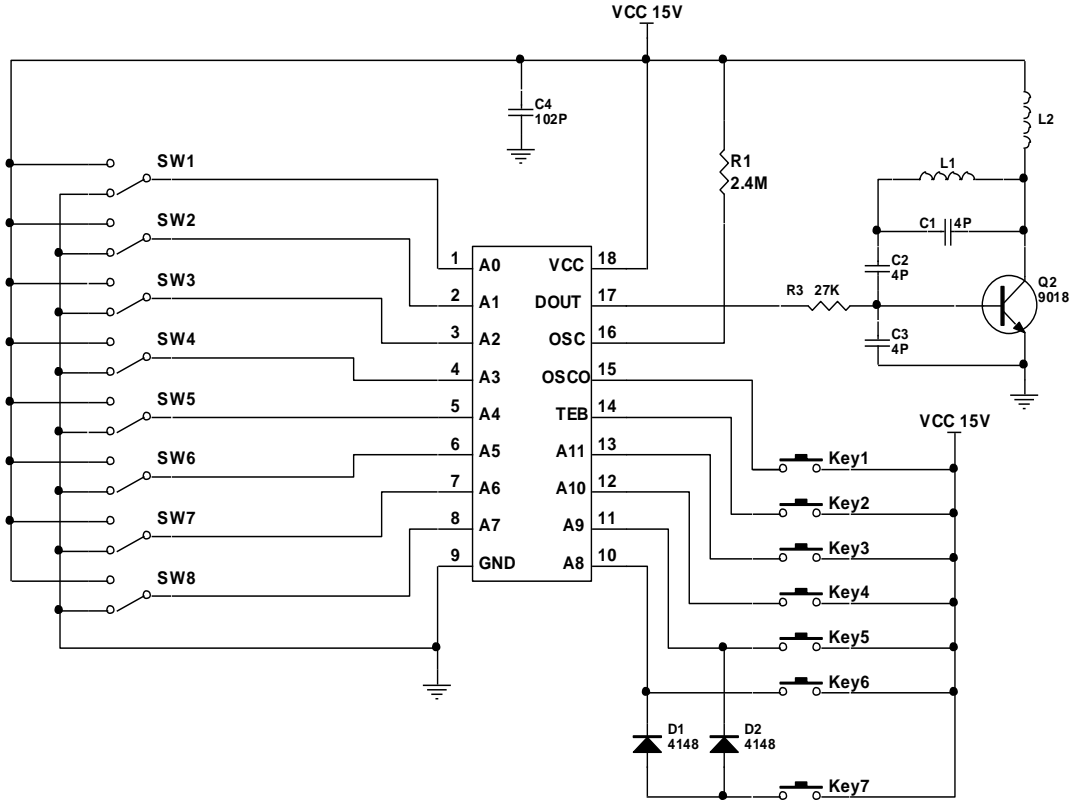 VCC 15V
C4
102P
L2
SW1
R1
2.4M
L1
SW2
C1 4P
1 A0 VCC 18
C2
4P
Q2
9018
SW3
2 A1 DOUT 17
R3 27K
3 A2 OSC 16
C3
4P
SW4
4 A3 OSCO 15
SW5
5 A4 TEB 14
VCC 15V
SW6
6 A5 A11 13
Key1
7 A6 A10 12
SW7
Key2
8 A7 A9 11
Key3
9 GND A8 10
SW8
Key4
Key5
Key6
D1
4148
D2
4148
Key7